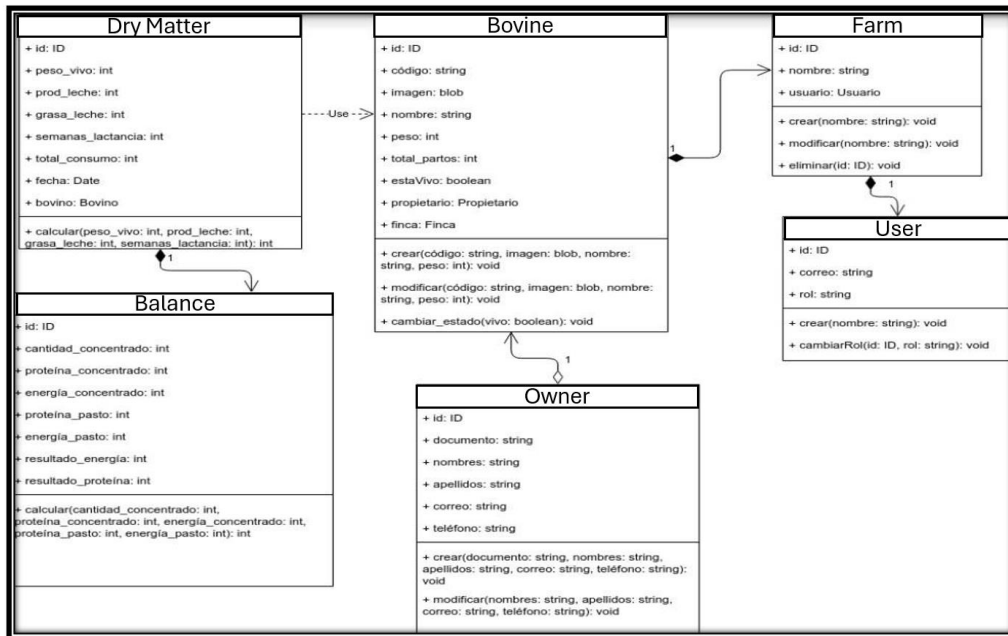 Dry Matter
+ id: ID
+ peso_vivo: int
+ prod_leche: int
+ grasa_leche: int
+ semanas_lactancia: int
+ total_consumo: int
+ fecha: Date
+ bovino: Bovino
+ calcular(peso_vivo: int, prod_leche: int,
grasa_leche: int, semanas_lactancia: int): int
1
Use
Bovine
+ id: ID
+ código: string
+ imagen: blob
+ nombre: string
+ peso: int
+ total_partos: int
+ estaVivo: boolean
+ propietario: Propietario
+ finca: Finca
+ crear(código: string, imagen: blob, nombre:
string, peso: int): void
+ modificar(código: string, imagen: blob, nombre:
string, peso: int): void
+ cambiar_estado(vivo: boolean): void
1
Farm
+ id: ID
+ nombre: string
+ usuario: Usuario
+ crear(nombre: string): void
+ modificar(nombre: string): void
+ eliminar(id: ID): void
1
User
+ id: ID
+ correo: string
+ rol: string
+ crear(nombre: string): void
+ cambiarRol(id: ID, rol: string): void
Balance
+ id: ID
+ cantidad_concentrado: int
+ proteína_concentrado: int
+ energía_concentrado: int
+ proteína_pasto: int
+ energía_pasto: int
+ resultado_energía: int
+ resultado_proteína: int
+ calcular(cantidad_concentrado: int,
proteína_concentrado: int, energía_concentrado: int,
proteína_pasto: int, energía_pasto: int): int
1
Owner
+ id: ID
+ documento: string
+ nombres: string
+ apellidos: string
+ correo: string
+ teléfono: string
+ crear(documento: string, nombres: string,
apellidos: string, correo: string, teléfono: string):
void
+ modificar(nombres: string, apellidos: string,
correo: string, teléfono: string): void